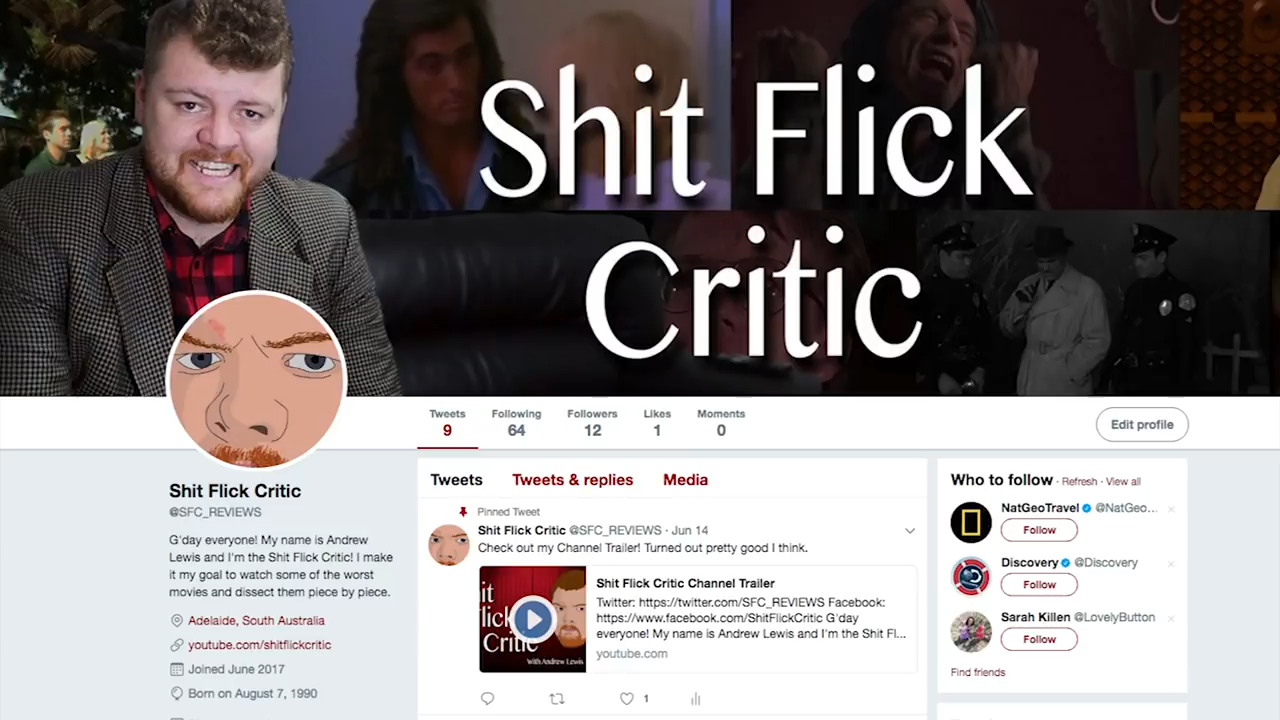 Shit Flick
Critic
Tweets Following Followers Likes Moments
9 64 12 1 0
Edit profile
Shit Flick Critic
@SFC_REVIEWS
G'day everyone! My name is Andrew
Lewis and I'm the Shit Flick Critic! I make
it my goal to watch some of the worst
movies and dissect them piece by piece.
Adelaide, South Australia
youtube.com/shitflickcritic
Joined June 2017
Born on August 7, 1990
Tweets Tweets & replies Media
Pinned Tweet
Shit Flick Critic @SFC_REVIEWS · Jun 14
Check out my Channel Trailer! Turned out pretty good I think.
it
lick
Critic
With Andrew Lewis
Shit Flick Critic Channel Trailer
Twitter: https://twitter.com/SFC_REVIEWS Facebook:
https://www.facebook.com/ShitFlickCritic G'day
everyone! My name is Andrew Lewis and I'm the Shit Fl...
youtube.com
1
Who to follow · Refresh · View all
NatGeoTravel @NatGeo...
Follow
Discovery @Discovery
Follow
Sarah Killen @LovelyButton
Follow
Find friends